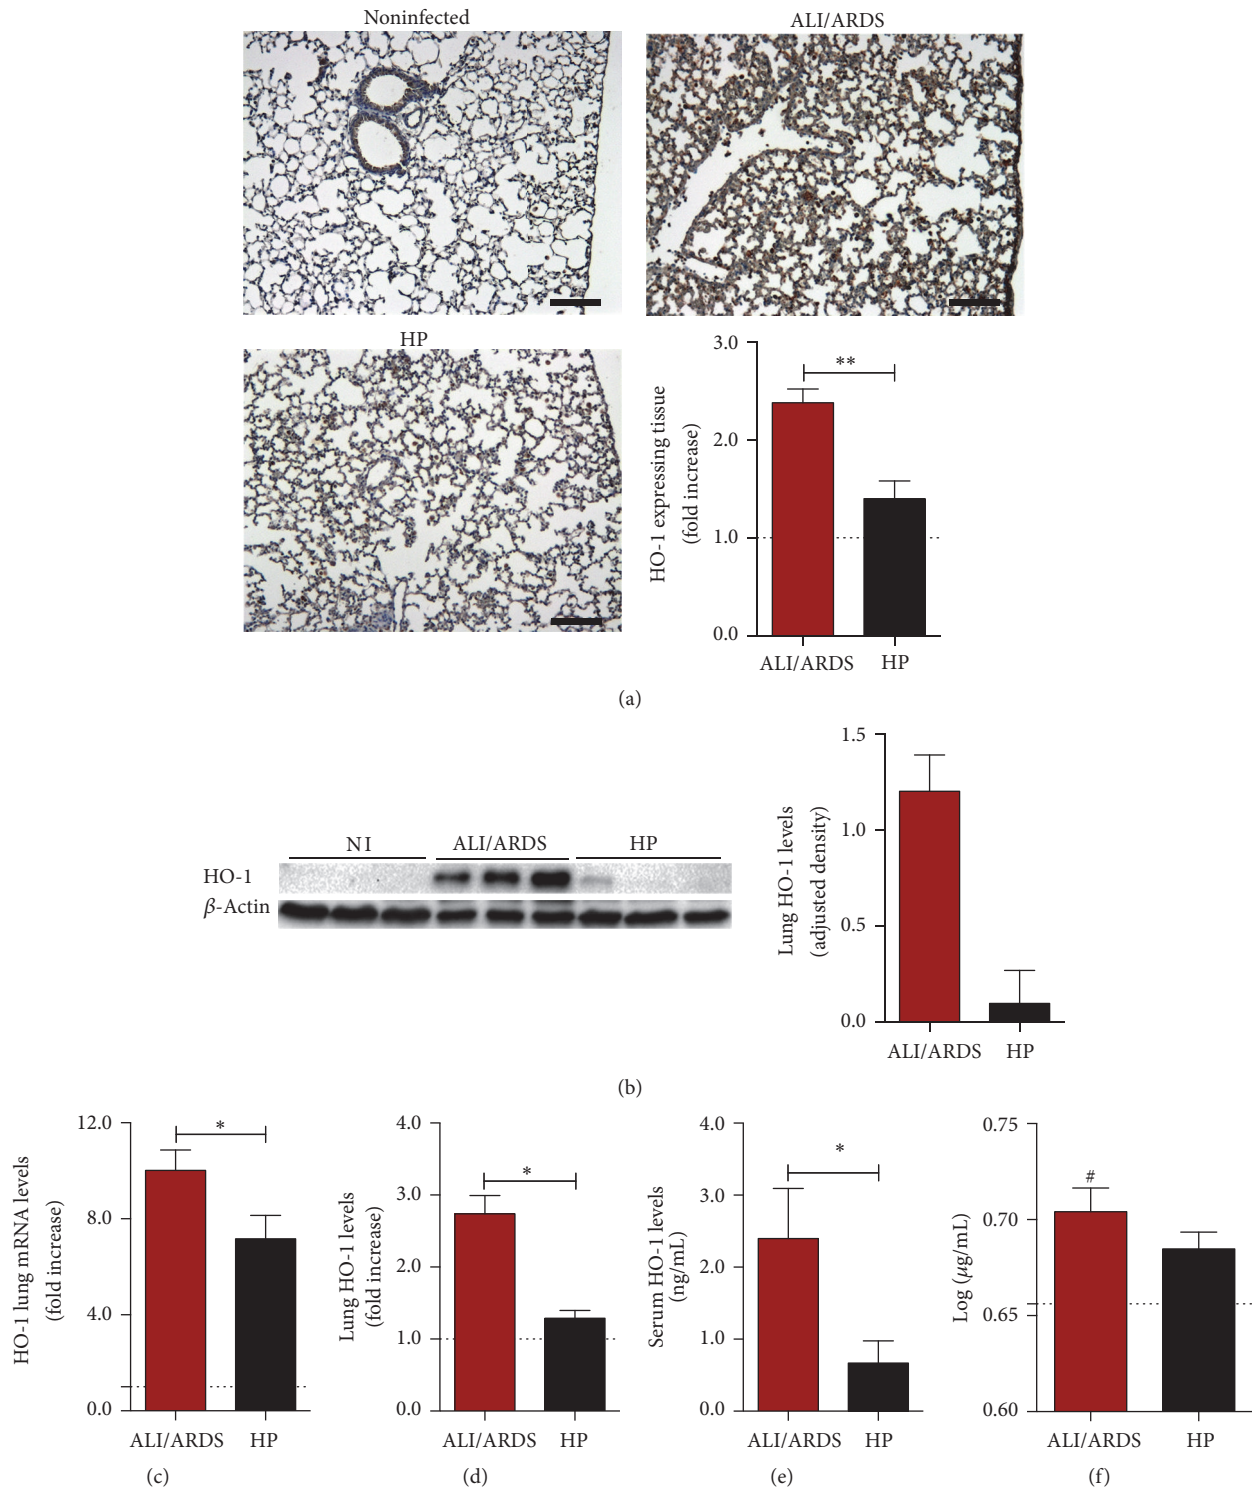 Noninfected
ALI/ARDS
HP
3.0
2.0
1.0
0.0
HO-1 expressing tissue
(fold increase)
**
ALI/ARDS
HP
(a)
NI
ALI/ARDS
HP
HO-1
β-Actin
1.5
1.0
0.5
0.0
Lung HO-1 levels
(adjusted density)
ALI/ARDS
HP
(b)
12.0
8.0
4.0
0.0
HO-1 lung mRNA levels
(fold increase)
*
ALI/ARDS
HP
(c)
4.0
3.0
2.0
1.0
0.0
Lung HO-1 levels
(fold increase)
*
ALI/ARDS
HP
(d)
4.0
3.0
2.0
1.0
0.0
Serum HO-1 levels
(ng/mL)
*
ALI/ARDS
HP
(e)
0.75
0.70
0.65
0.60
Log (μg/mL)
#
ALI/ARDS
HP
(f)